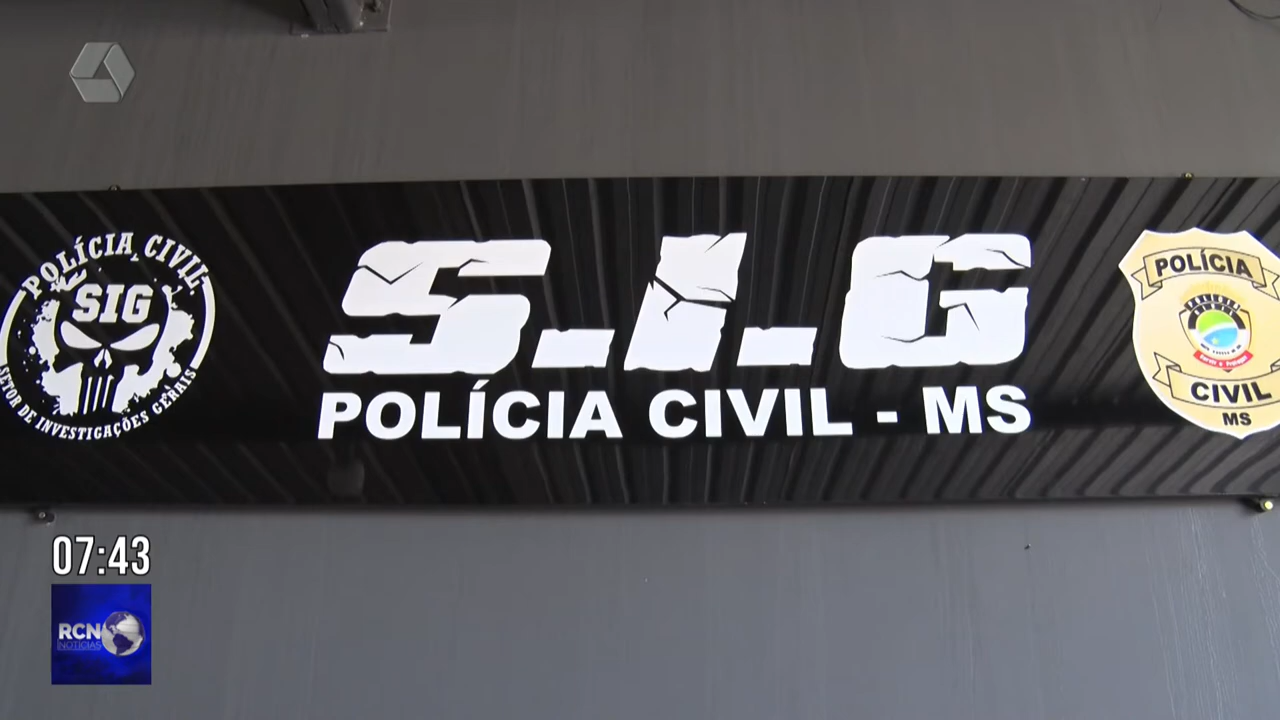 POLÍCIA CIVIL
SIG
SETOR DE INVESTIGAÇÕES GERAIS
S.I.G
POLÍCIA CIVIL - MS
POLÍCIA
CIVIL
MS
07:43
RCN
NOTÍCIAS